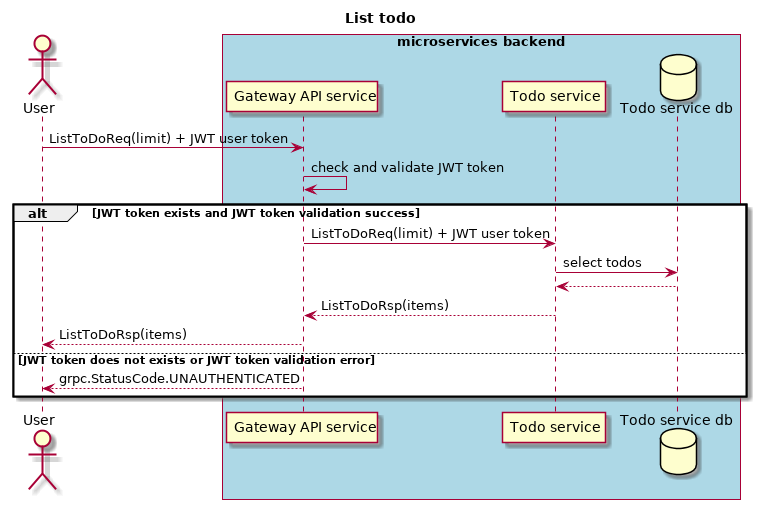 List todo
microservices backend
User
Gateway API service
Todo service
Todo service db
ListToDoReq(limit) + JWT user token
check and validate JWT token
alt
[JWT token exists and JWT token validation success]
ListToDoReq(limit) + JWT user token
select todos
ListToDoRsp(items)
ListToDoRsp(items)
[JWT token does not exists or JWT token validation error]
grpc.StatusCode.UNAUTHENTICATED
User
Gateway API service
Todo service
Todo service db